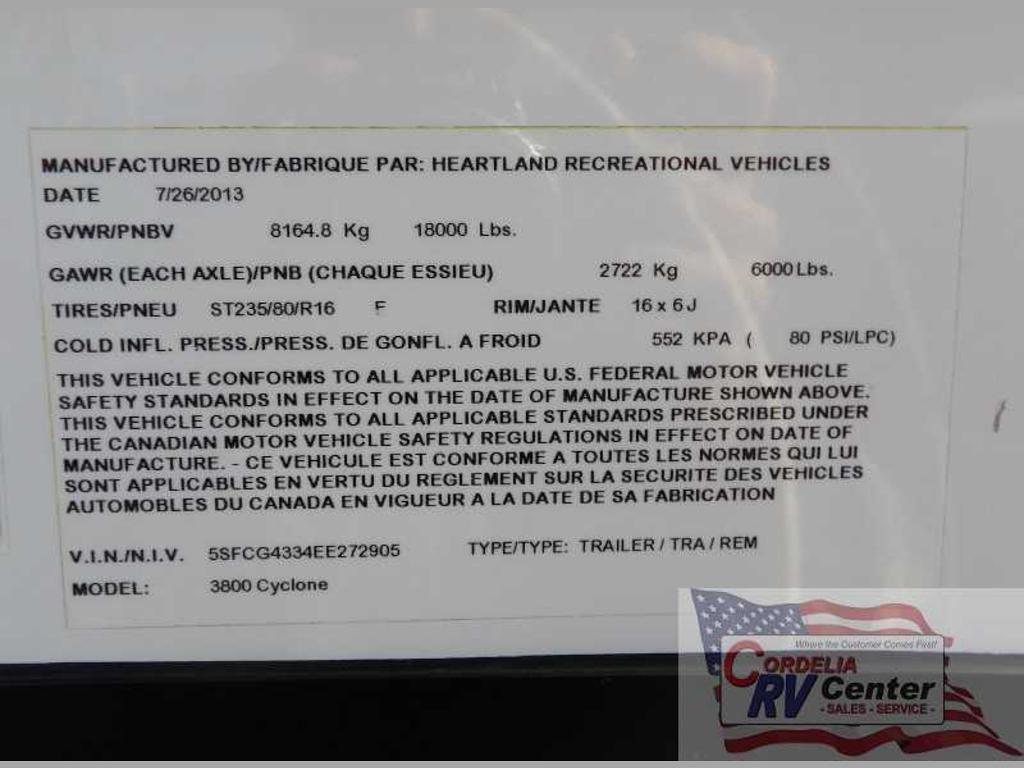 MANUFACTURED BY/FABRIQUE PAR: HEARTLAND RECREATIONAL VEHICLES
DATE 7/26/2013
GVWR/PNBV 8164.8 Kg 18000 Lbs.
GAWR (EACH AXLE)/PNB (CHAQUE ESSIEU) 2722 Kg 6000 Lbs.
TIRES/PNEU ST235/80/R16 F RIM/JANTE 16 x 6 J
COLD INFL. PRESS./PRESS. DE GONFL. A FROID 552 KPA ( 80 PSI/LPC)
THIS VEHICLE CONFORMS TO ALL APPLICABLE U.S. FEDERAL MOTOR VEHICLE
SAFETY STANDARDS IN EFFECT ON THE DATE OF MANUFACTURE SHOWN ABOVE.
THIS VEHICLE CONFORMS TO ALL APPLICABLE STANDARDS PRESCRIBED UNDER
THE CANADIAN MOTOR VEHICLE SAFETY REGULATIONS IN EFFECT ON DATE OF
MANUFACTURE. - CE VEHICULE EST CONFORME A TOUTES LES NORMES QUI LUI
SONT APPLICABLES EN VERTU DU REGLEMENT SUR LA SECURITE DES VEHICLES
AUTOMOBILES DU CANADA EN VIGUEUR A LA DATE DE SA FABRICATION
V.I.N./N.I.V. 5SFCG4334EE272905 TYPE/TYPE: TRAILER / TRA / REM
MODEL: 3800 Cyclone
Where the Customer Comes First!
CORDELIA
RV Center
- SALES - SERVICE -